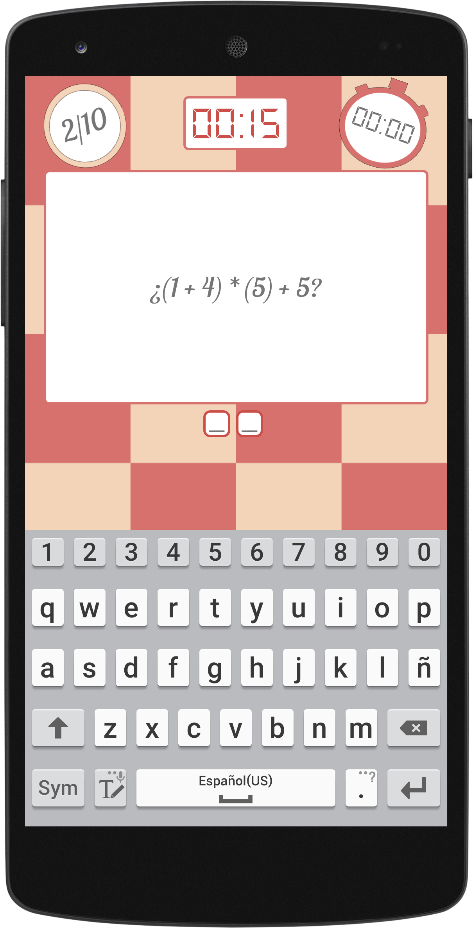 2/10
00:15
00:00
¿(1 + 4) * (5) + 5?
_ _
1 2 3 4 5 6 7 8 9 0
q w e r t y u i o p
a s d f g h j k l ñ
z x c v b n m
Sym T Español(US) . ...?